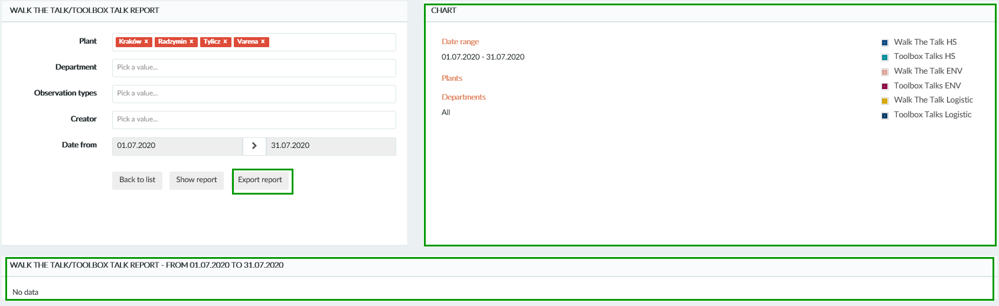 WALK THE TALK/TOOLBOX TALK REPORT
Plant
Kraków x Radzymin x Tylicz x Varena x
Department
Pick a value...
Observation types
Pick a value...
Creator
Pick a value...
Date from
01.07.2020 31.07.2020
Back to list Show report Export report
CHART
Date range
01.07.2020 - 31.07.2020
Plants
Departments
All
Walk The Talk HS
Toolbox Talks HS
Walk The Talk ENV
Toolbox Talks ENV
Walk The Talk Logistic
Toolbox Talks Logistic
WALK THE TALK/TOOLBOX TALK REPORT - FROM 01.07.2020 TO 31.07.2020
No data